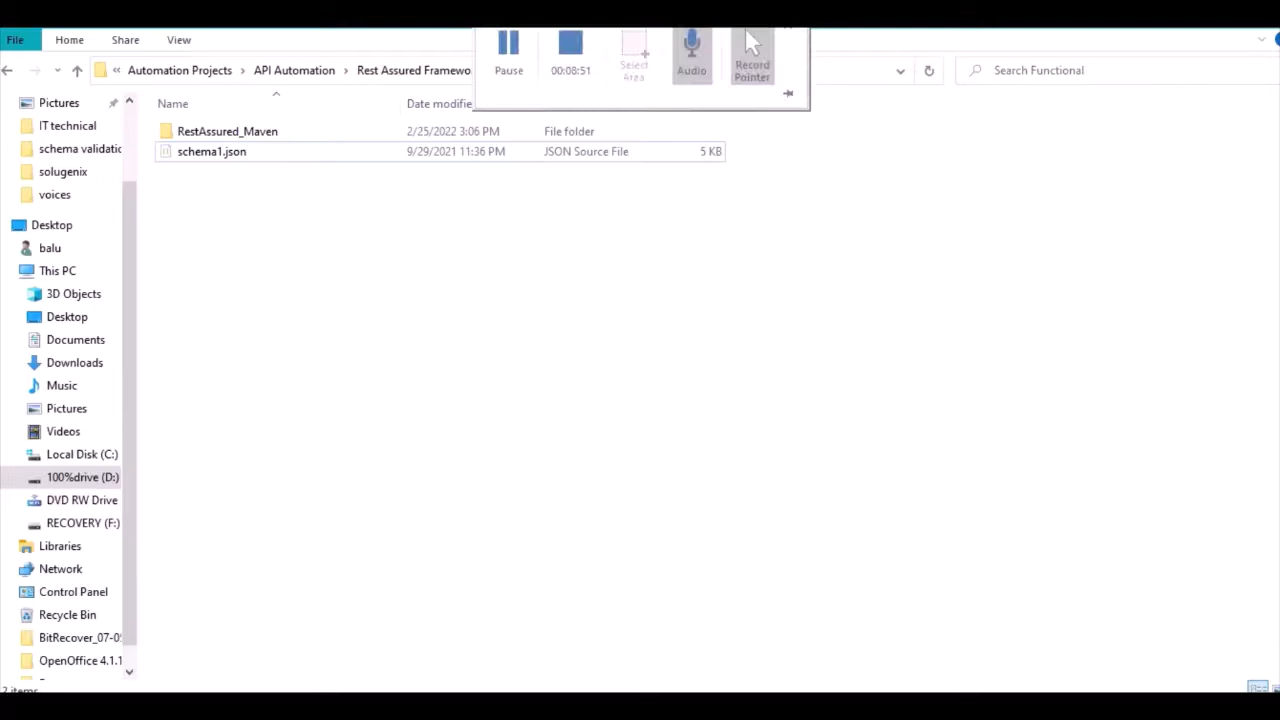 File Home Share View
Pause 00:08:51 Select Area Audio Record Pointer
« Automation Projects > API Automation > Rest Assured Framewo
Search Functional
Name Date modifie
RestAssured_Maven 2/25/2022 3:06 PM File folder
schema1.json 9/29/2021 11:36 PM JSON Source File 5 KB
Pictures
IT technical
schema validatic
solugenix
voices
Desktop
balu
This PC
3D Objects
Desktop
Documents
Downloads
Music
Pictures
Videos
Local Disk (C:)
100%drive (D:)
DVD RW Drive
RECOVERY (F:)
Libraries
Network
Control Panel
Recycle Bin
BitRecover_07-05
OpenOffice 4.1.1
2 items